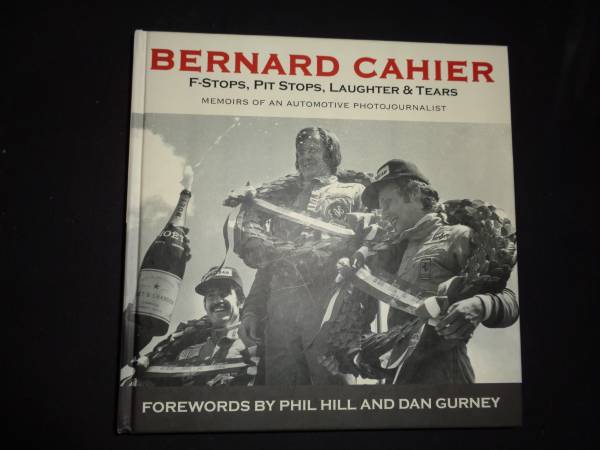 BERNARD CAHIER
F-STOPS, PIT STOPS, LAUGHTER & TEARS
MEMOIRS OF AN AUTOMOTIVE PHOTOJOURNALIST
MOËT
FOREWORDS BY PHIL HILL AND DAN GURNEY